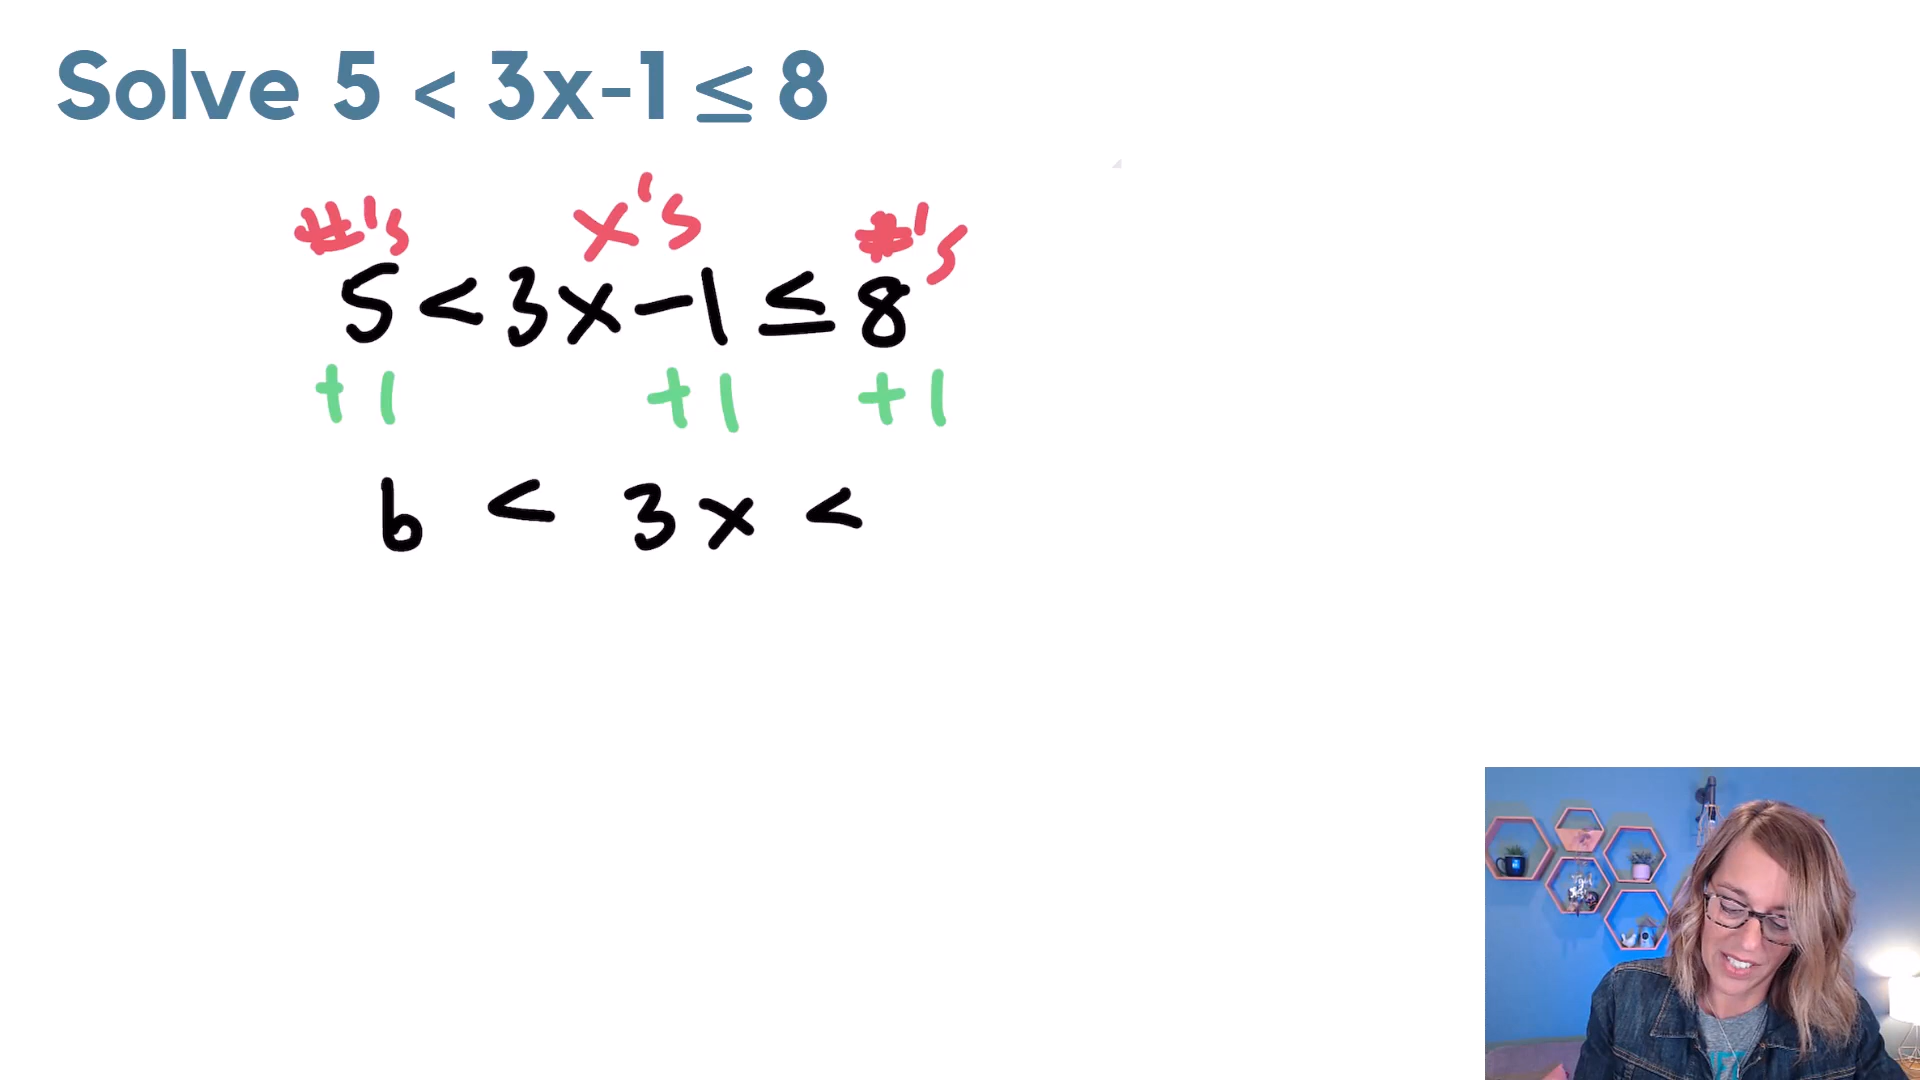 Solve 5 < 3x-1 ≤ 8
#'s x's #'s
5 < 3x - 1 ≤ 8
+1 +1 +1
6 < 3x <